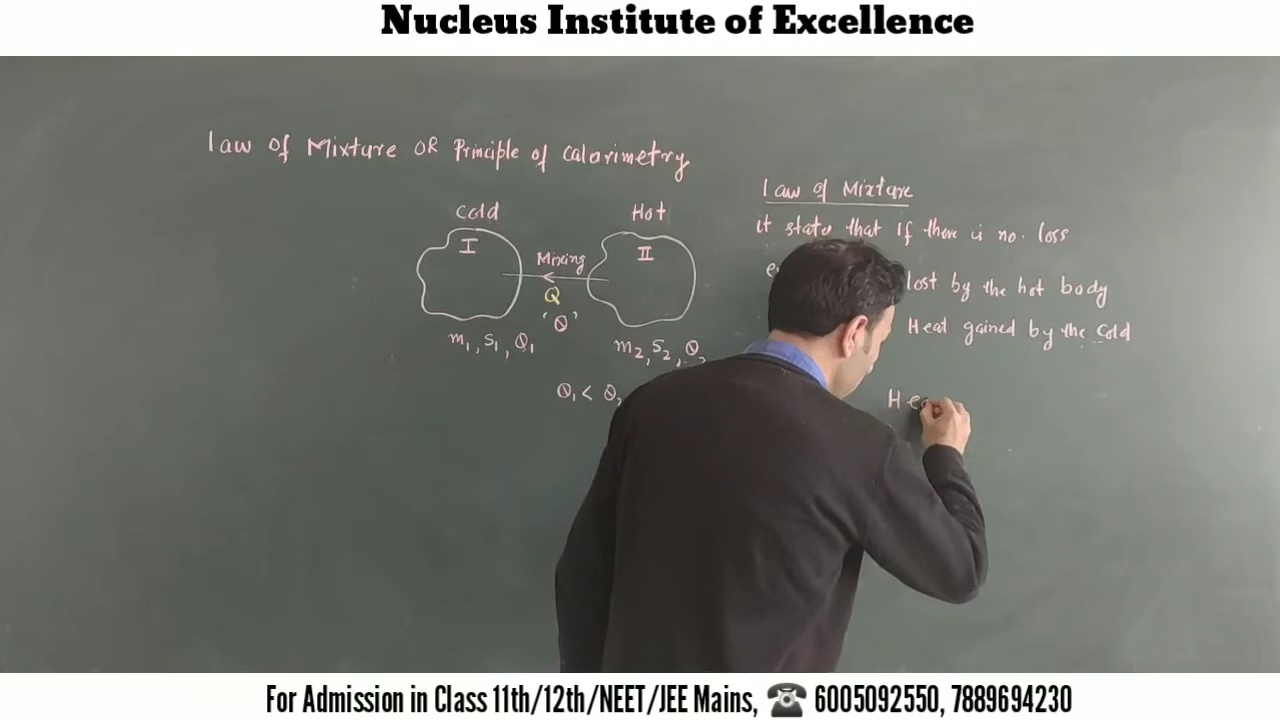 Nucleus Institute of Excellence
Law of Mixture OR Principle of Calorimetry
Cold
Hot
I
II
Mixing
Q
'θ'
m1, S1, θ1
m2, S2, θ
θ1 < θ
Law of Mixture
it states that if there is no loss
lost by the hot body
Heat gained by the Cold
Hea
For Admission in Class 11th/12th/NEET/JEE Mains, ☎ 6005092550, 7889694230